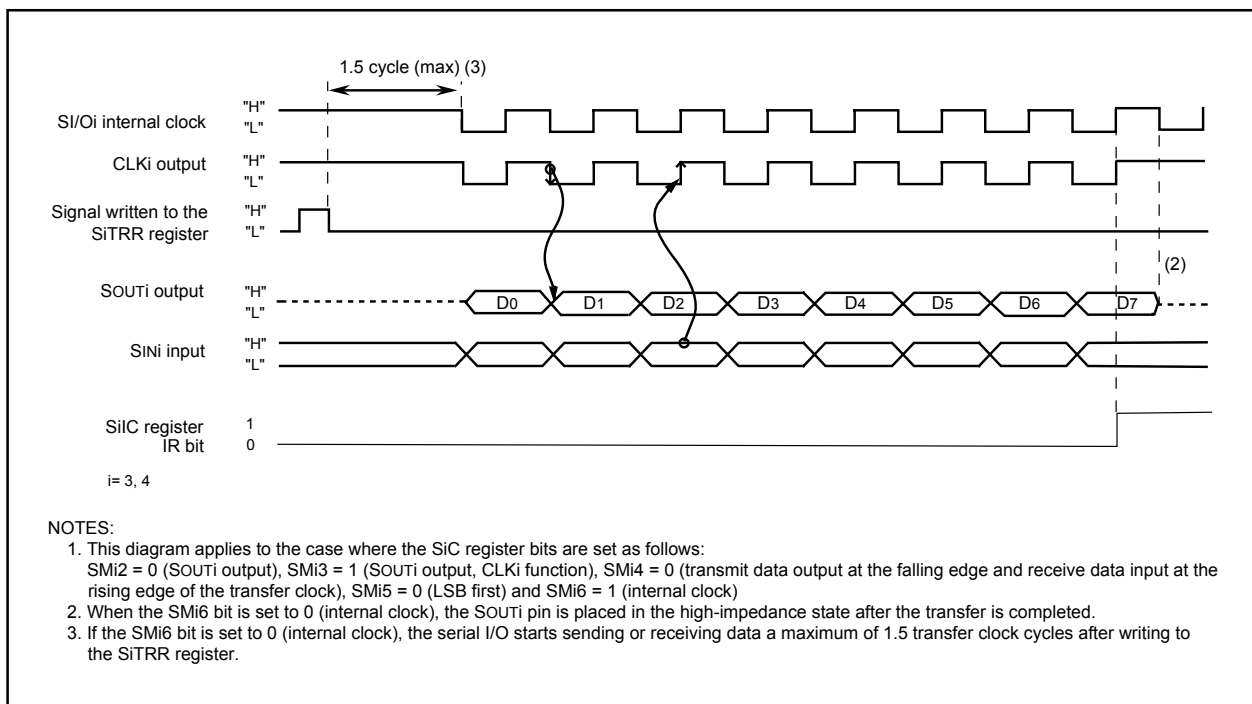 1.5 cycle (max) (3)
SI/Oi internal clock "H" "L"
CLKi output "H" "L"
Signal written to the SiTRR register "H" "L"
SOUTi output "H" "L" D0 D1 D2 D3 D4 D5 D6 D7 (2)
SINi input "H" "L"
SiIC register IR bit 1 0
i= 3, 4
NOTES:
1. This diagram applies to the case where the SiC register bits are set as follows:
SMi2 = 0 (SOUTi output), SMi3 = 1 (SOUTi output, CLKi function), SMi4 = 0 (transmit data output at the falling edge and receive data input at the
rising edge of the transfer clock), SMi5 = 0 (LSB first) and SMi6 = 1 (internal clock)
2. When the SMi6 bit is set to 0 (internal clock), the SOUTi pin is placed in the high-impedance state after the transfer is completed.
3. If the SMi6 bit is set to 0 (internal clock), the serial I/O starts sending or receiving data a maximum of 1.5 transfer clock cycles after writing to
the SiTRR register.